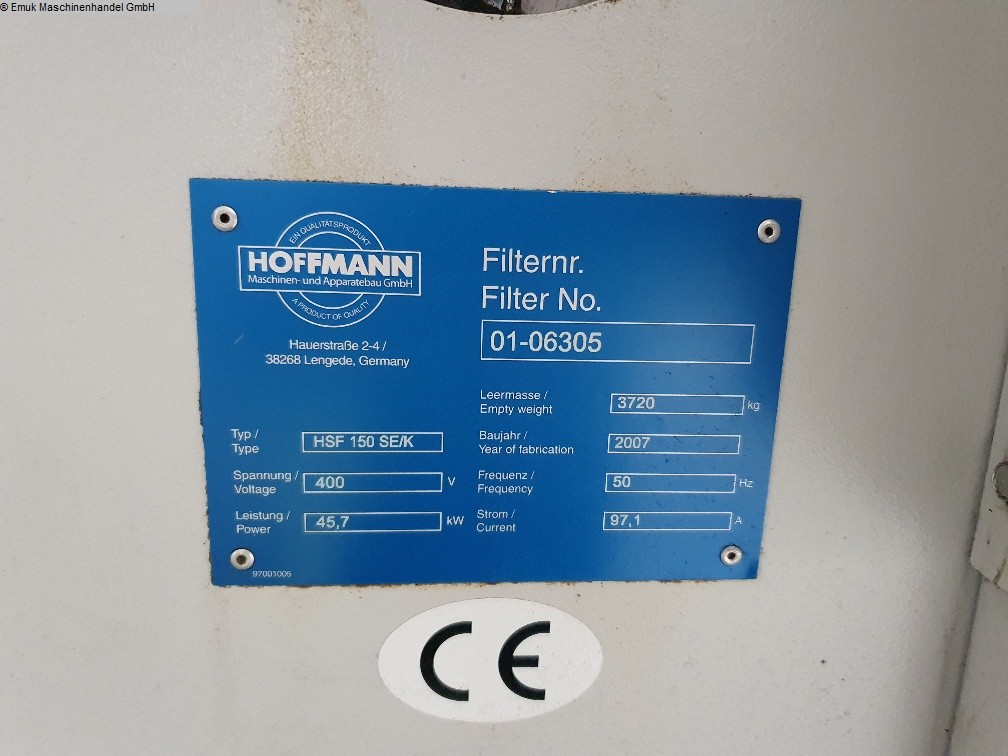 © Emuk Maschinenhandel GmbH
EIN QUALITÄTSPRODUKT
HOFFMANN
Maschinen- und Apparatebau GmbH
A PRODUCT OF QUALITY
Hauerstraße 2-4 /
38268 Lengede, Germany
Filternr.
Filter No.
01-06305
Leermasse /
Empty weight 3720 kg
Typ /
Type HSF 150 SE/K
Baujahr /
Year of fabrication 2007
Spannung /
Voltage 400 V
Frequenz /
Frequency 50 Hz
Leistung /
Power 45,7 kW
Strom /
Current 97,1 A
97001005
CE